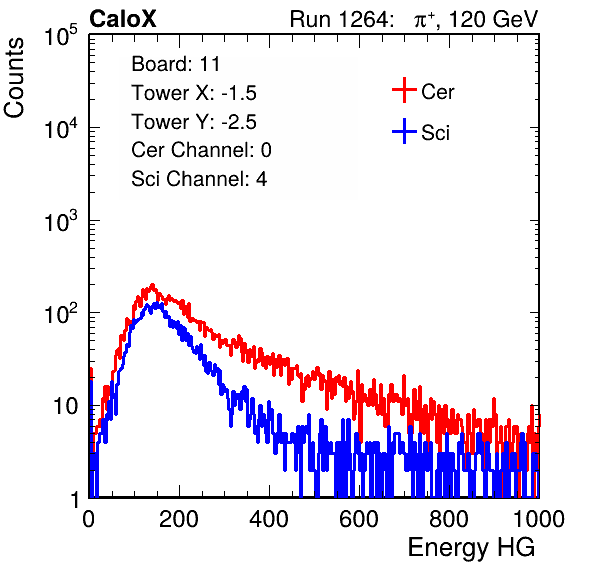 CaloX Run 1264: π⁺, 120 GeV
Counts
10⁵
10⁴
10³
10²
10
1
Board: 11
Tower X: -1.5
Tower Y: -2.5
Cer Channel: 0
Sci Channel: 4
Cer
Sci
0 200 400 600 800 1000
Energy HG